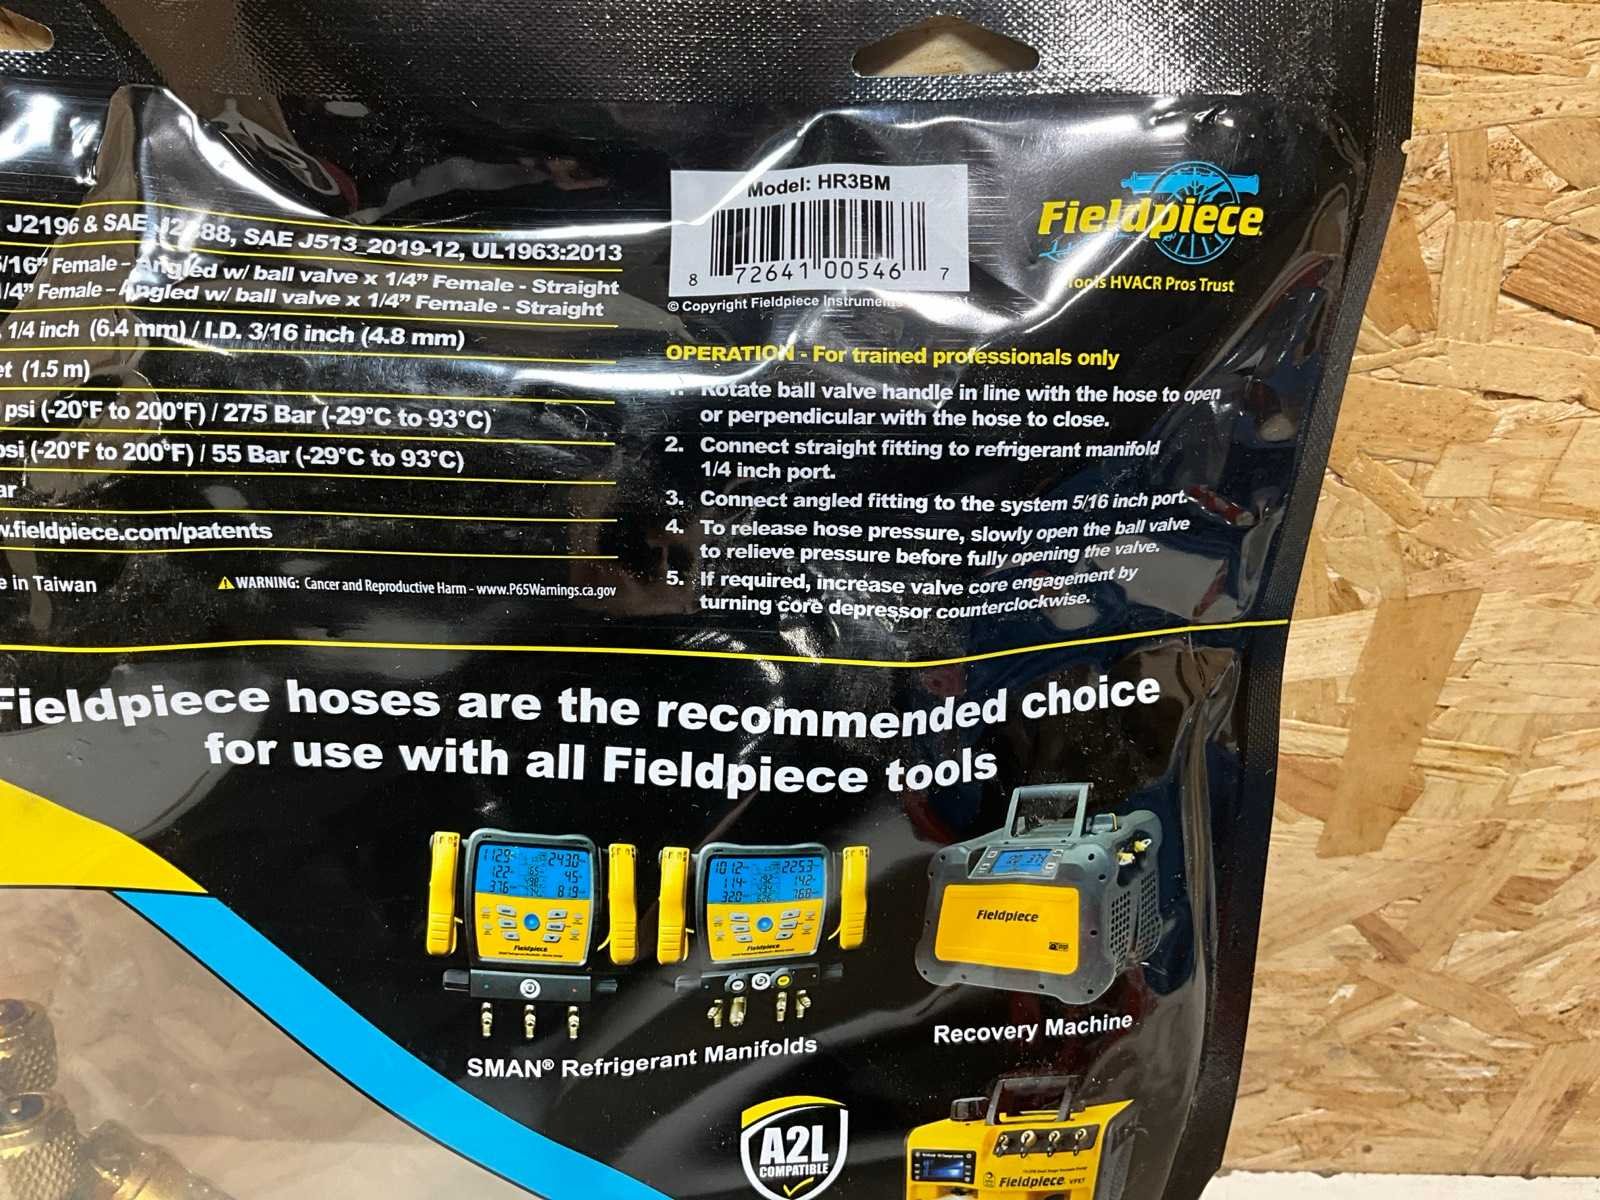 J2196 & SAE J2888, SAE J513_2019-12, UL1963:2013
5/16” Female – Angled w/ ball valve x 1/4” Female - Straight
1/4” Female – Angled w/ ball valve x 1/4” Female - Straight
1/4 inch (6.4 mm) / I.D. 3/16 inch (4.8 mm)
(1.5 m)
psi (-20°F to 200°F) / 275 Bar (-29°C to 93°C)
psi (-20°F to 200°F) / 55 Bar (-29°C to 93°C)
w.fieldpiece.com/patents
e in Taiwan
WARNING: Cancer and Reproductive Harm - www.P65Warnings.ca.gov
Model: HR3BM
8 72641 00546 7
© Copyright Fieldpiece Instruments
Fieldpiece
Tools HVACR Pros Trust
OPERATION - For trained professionals only
1. Rotate ball valve handle in line with the hose to open
or perpendicular with the hose to close.
2. Connect straight fitting to refrigerant manifold
1/4 inch port.
3. Connect angled fitting to the system 5/16 inch port.
4. To release hose pressure, slowly open the ball valve
to relieve pressure before fully opening the valve.
5. If required, increase valve core engagement by
turning core depressor counterclockwise.
Fieldpiece hoses are the recommended choice
for use with all Fieldpiece tools
Fieldpiece
Fieldpiece
Fieldpiece
SMAN® Refrigerant Manifolds
Recovery Machine
A2L
COMPATIBLE
Fieldpiece